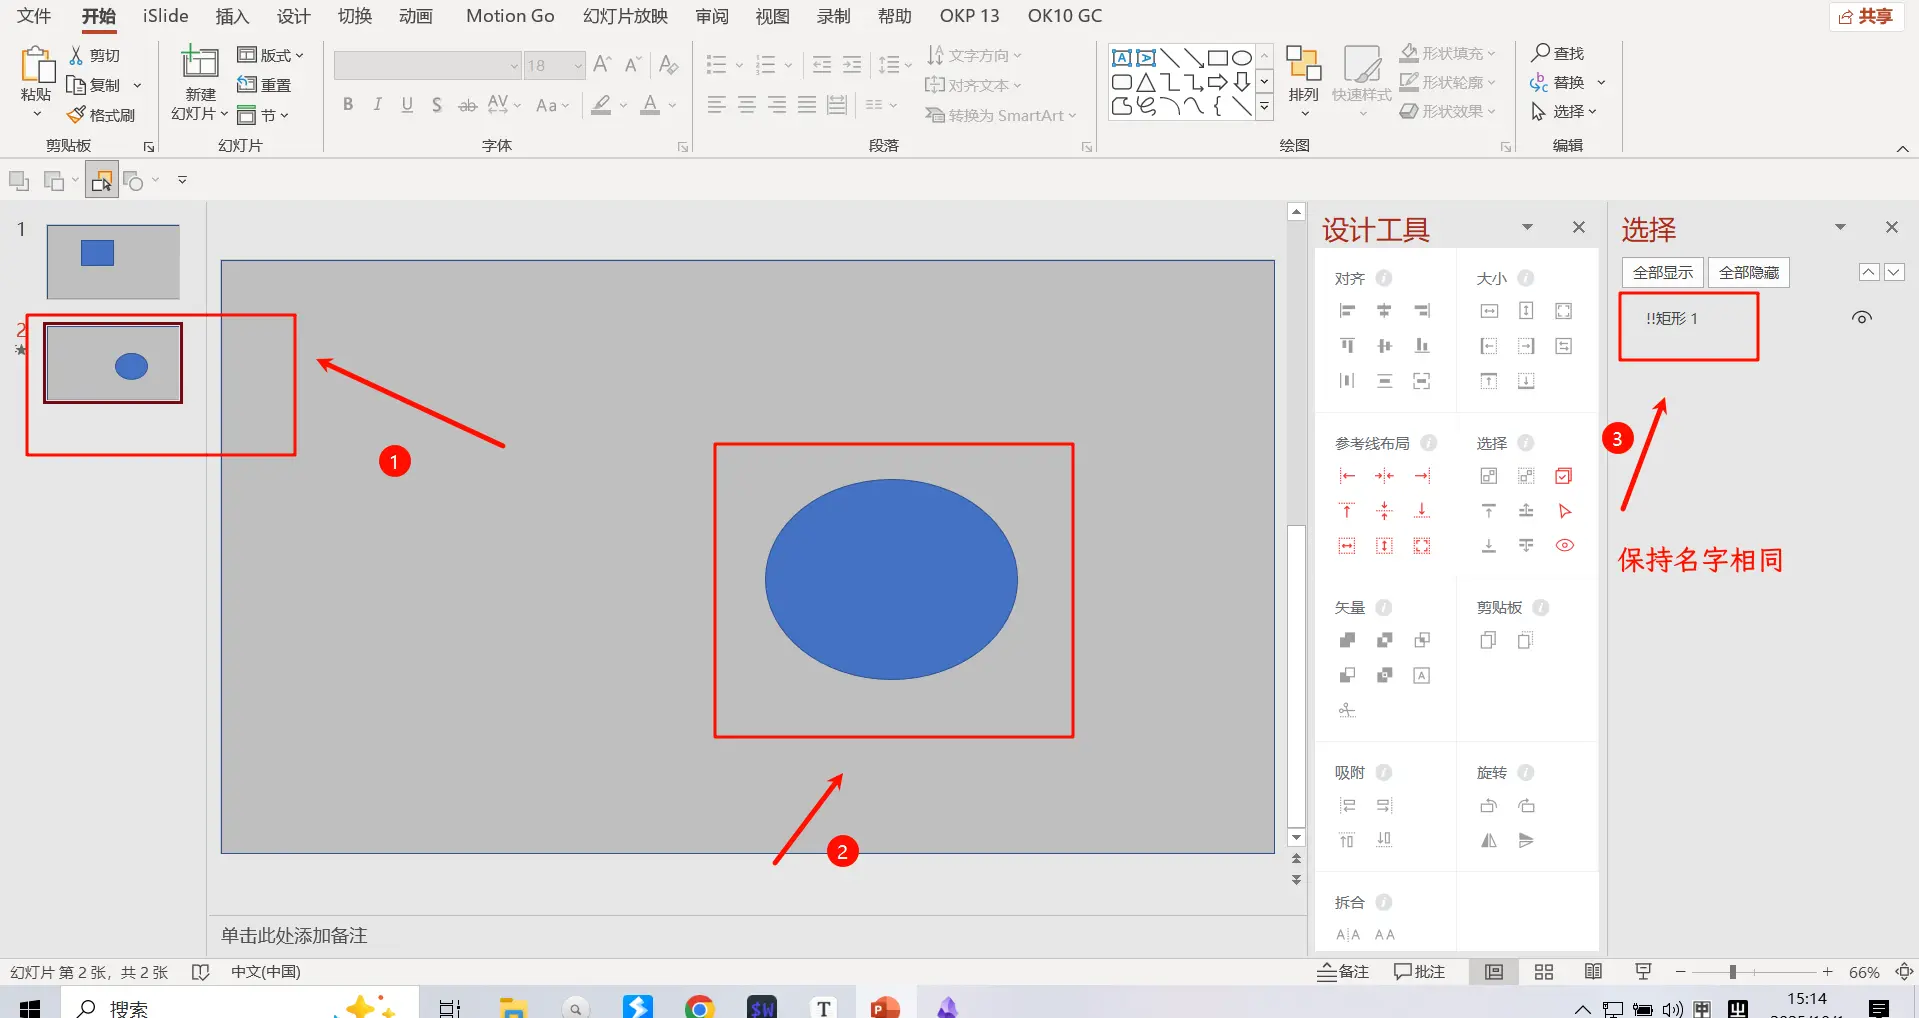 文件 开始 iSlide 插入 设计 切换 动画 Motion Go 幻灯片放映 审阅 视图 录制 帮助 OKP 13 OK10 GC 共享
粘贴 剪切 复制 格式刷
新建 幻灯片 版式 重置 节
18
B I U S ab AV Aa A
文字方向
对齐文本
转换为 SmartArt
排列 快速样式 形状填充 形状轮廓 形状效果
查找
替换
选择
剪贴板 幻灯片 字体 段落 绘图 编辑
1
2
1
2
设计工具
对齐 大小
参考线布局 选择
矢量 剪贴板
吸附 旋转
拆合
A|A AA
选择
全部显示 全部隐藏
!!矩形 1
3
保持名字相同
单击此处添加备注
幻灯片 第 2 张，共 2 张 中文(中国) 备注 批注 66%
搜索
T
P
中
15:14